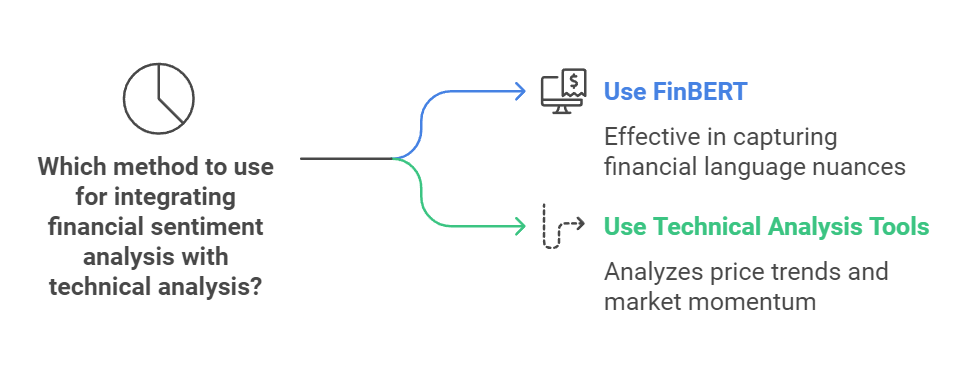 Which method to use
for integrating
financial sentiment
analysis with
technical analysis?
$
Use FinBERT
Effective in capturing
financial language nuances
Use Technical Analysis Tools
Analyzes price trends and
market momentum